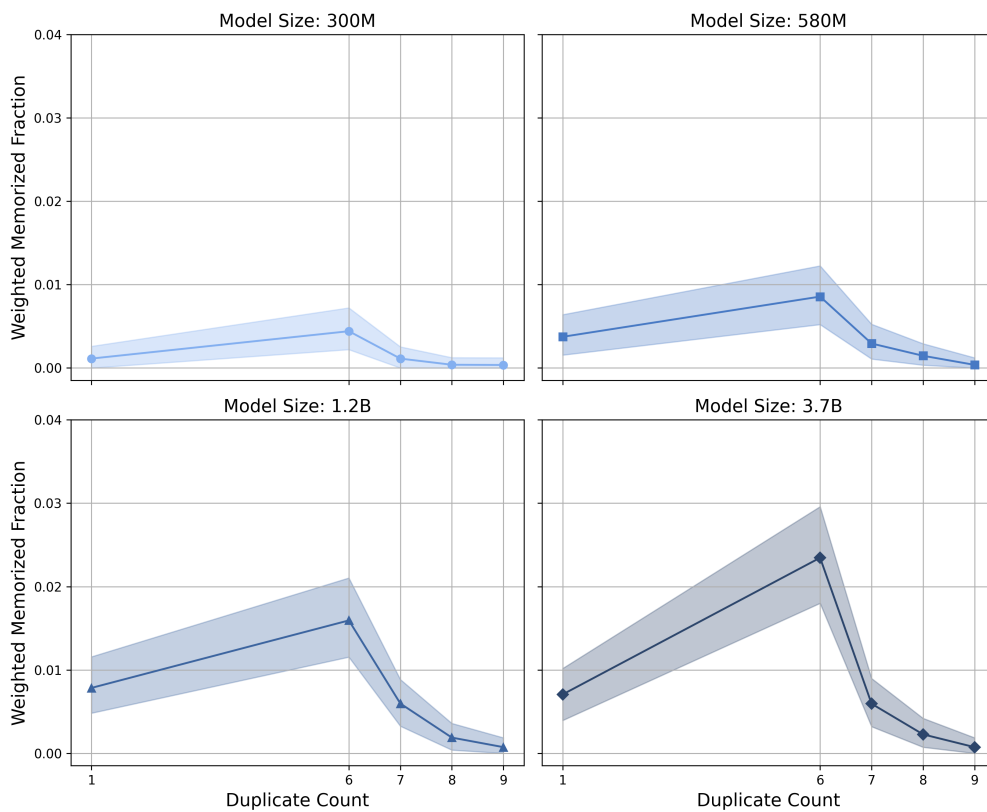 Model Size: 300M
Model Size: 580M
Weighted Memorized Fraction
0.04
0.03
0.02
0.01
0.00
Model Size: 1.2B
Model Size: 3.7B
Weighted Memorized Fraction
0.04
0.03
0.02
0.01
0.00
1 6 7 8 9
1 6 7 8 9
Duplicate Count
Duplicate Count